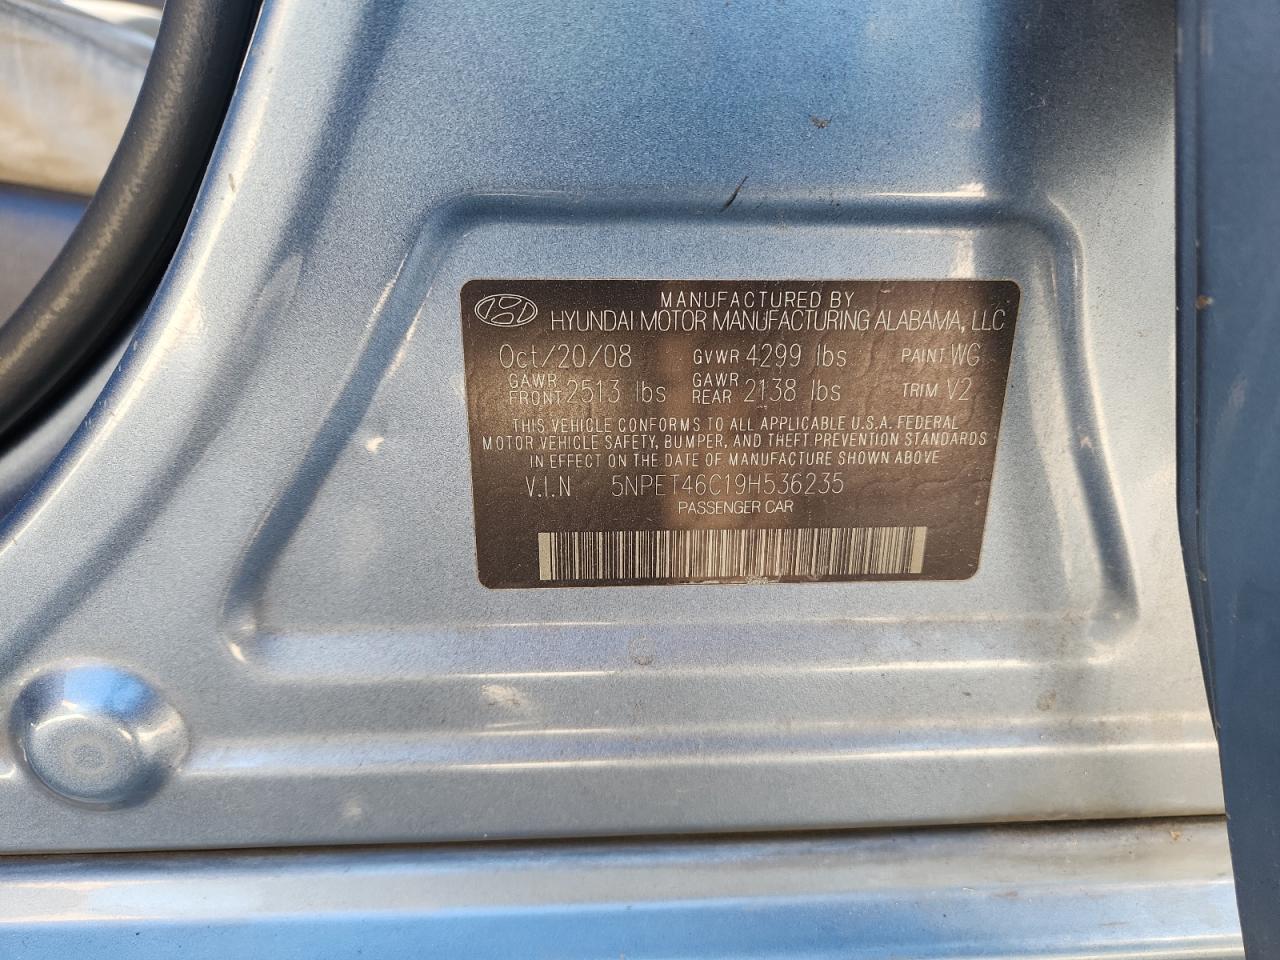 MANUFACTURED BY
HYUNDAI MOTOR MANUFACTURING ALABAMA, LLC
Oct/20/08 GVWR 4299 lbs PAINT WG
GAWR FRONT 2513 lbs GAWR REAR 2138 lbs TRIM V2
THIS VEHICLE CONFORMS TO ALL APPLICABLE U.S.A. FEDERAL
MOTOR VEHICLE SAFETY, BUMPER, AND THEFT PREVENTION STANDARDS
IN EFFECT ON THE DATE OF MANUFACTURE SHOWN ABOVE
V.I.N 5NPET46C19H536235
PASSENGER CAR